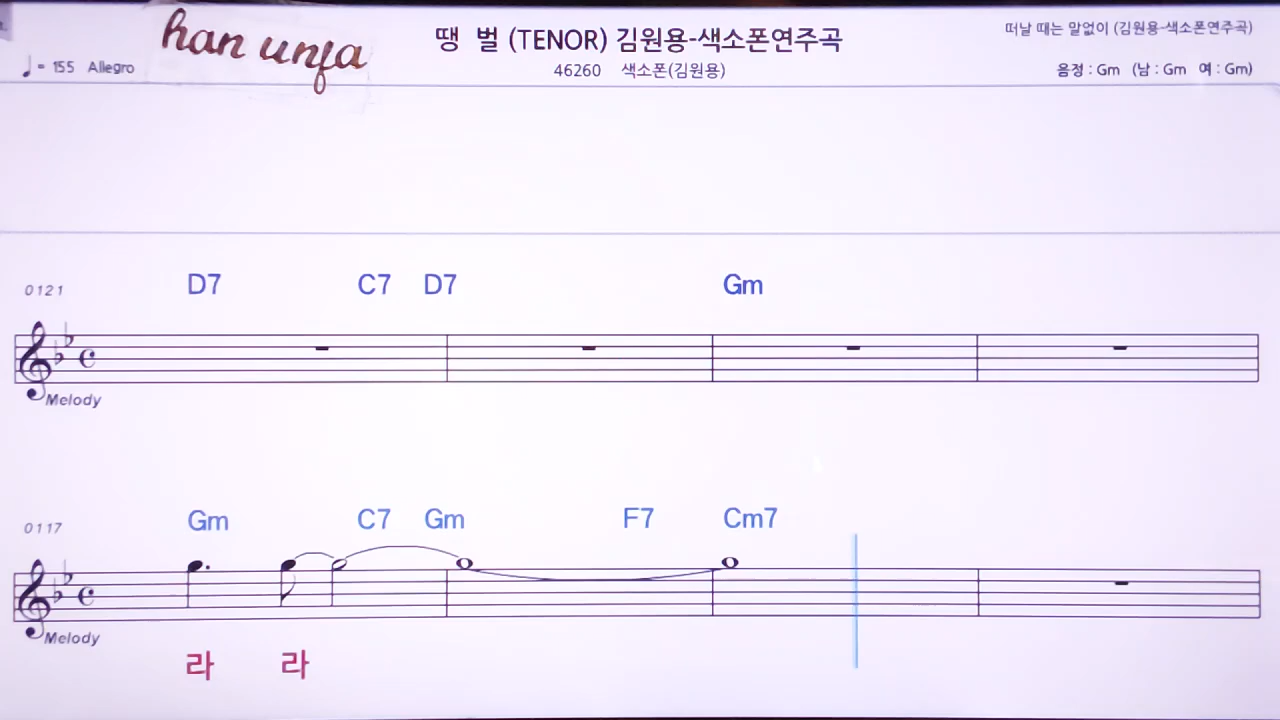 han unfa
땡 벌 (TENOR) 김원용-색소폰연주곡
떠날 때는 말없이 (김원용-색소폰연주곡)
♩ = 155 Allegro
46260 색소폰(김원용)
음정 : Gm (남 : Gm 여 : Gm)
0121 D7 C7 D7 Gm
Melody
0117 Gm C7 Gm F7 Cm7
Melody
라 라